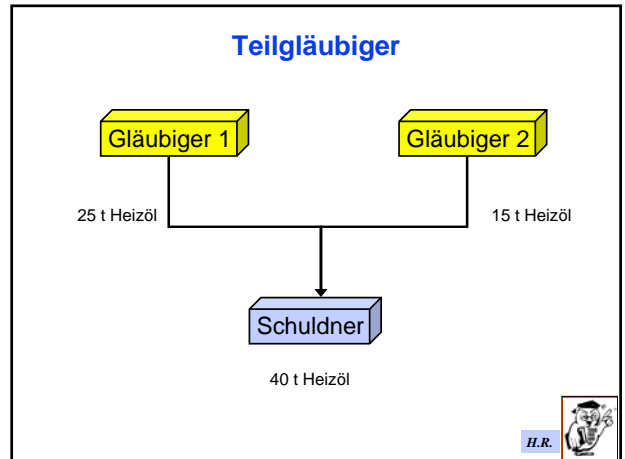 Teilgläubiger
Gläubiger 1
Gläubiger 2
25 t Heizöl
15 t Heizöl
Schuldner
40 t Heizöl
H.R.